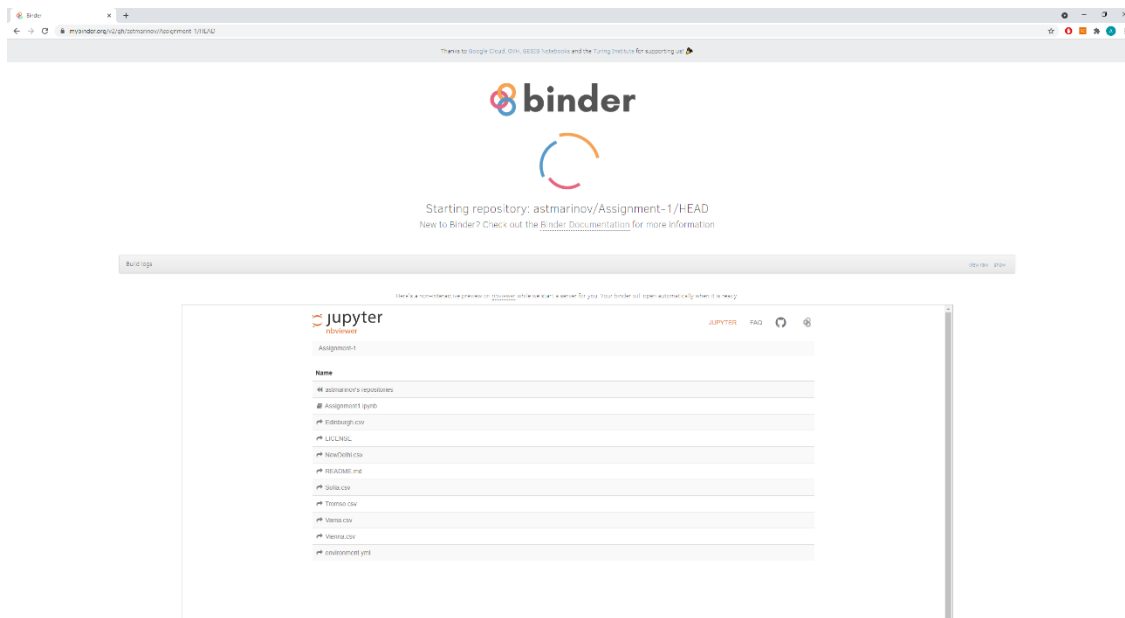 Binder
mybinder.org/v2/gh/astmarinov/Assignment-1/HEAD
Thanks to Google Cloud, OVH, GESIS Notebooks and the Turing Institute for supporting us!
binder
Starting repository: astmarinov/Assignment-1/HEAD
New to Binder? Check out the Binder Documentation for more information
Build logs
view raw show
Here's a non-interactive preview on nbviewer while we start a server for you. Your binder will open automatically when it is ready.
jupyter
nbviewer
JUPYTER FAQ
Assignment-1
Name
astmarinov's repositories
Assignment1.ipynb
Edinburgh.csv
LICENSE
NewDelhi.csv
README.md
Sofia.csv
Tromso.csv
Varna.csv
Vienna.csv
environment.yml